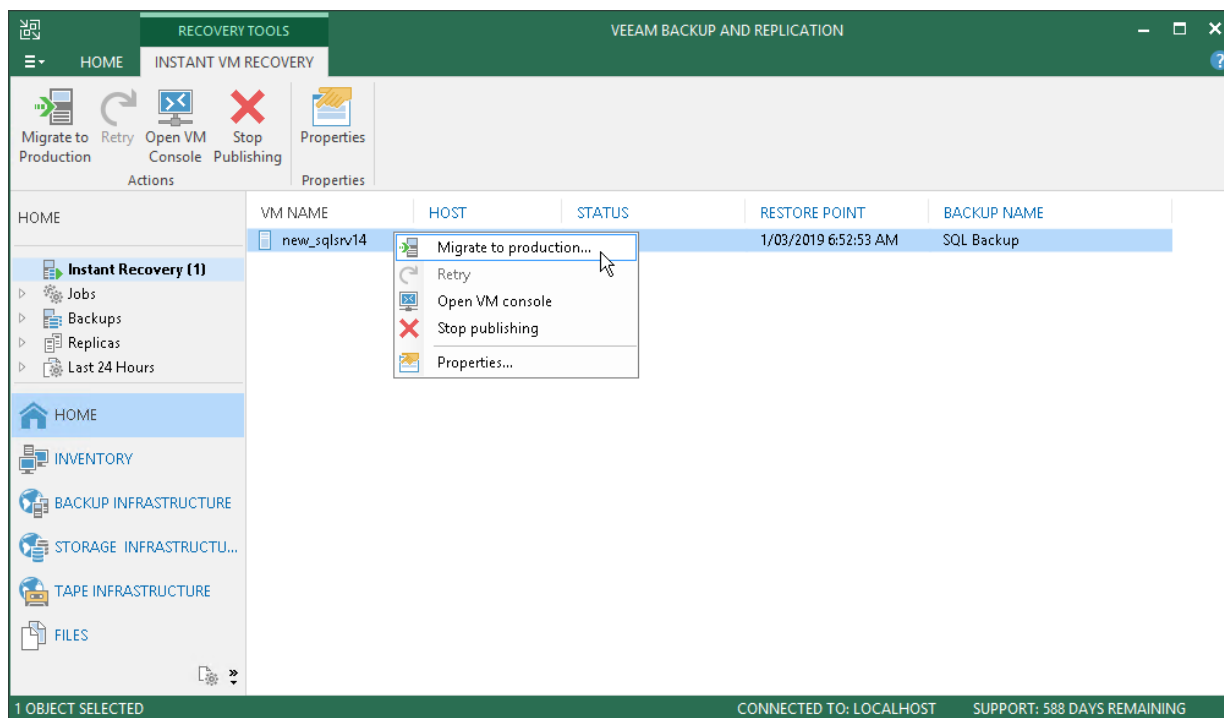 RECOVERY TOOLS
VEEAM BACKUP AND REPLICATION
HOME
INSTANT VM RECOVERY
?
Migrate to Production
Retry
Open VM Console
Stop Publishing
Properties
Actions
Properties
HOME
Instant Recovery (1)
Jobs
Backups
Replicas
Last 24 Hours
HOME
INVENTORY
BACKUP INFRASTRUCTURE
STORAGE INFRASTRUCTU...
TAPE INFRASTRUCTURE
FILES
VM NAME HOST STATUS RESTORE POINT BACKUP NAME
new_sqlsrv14 1/03/2019 6:52:53 AM SQL Backup
Migrate to production...
Retry
Open VM console
Stop publishing
Properties...
1 OBJECT SELECTED
CONNECTED TO: LOCALHOST
SUPPORT: 588 DAYS REMAINING